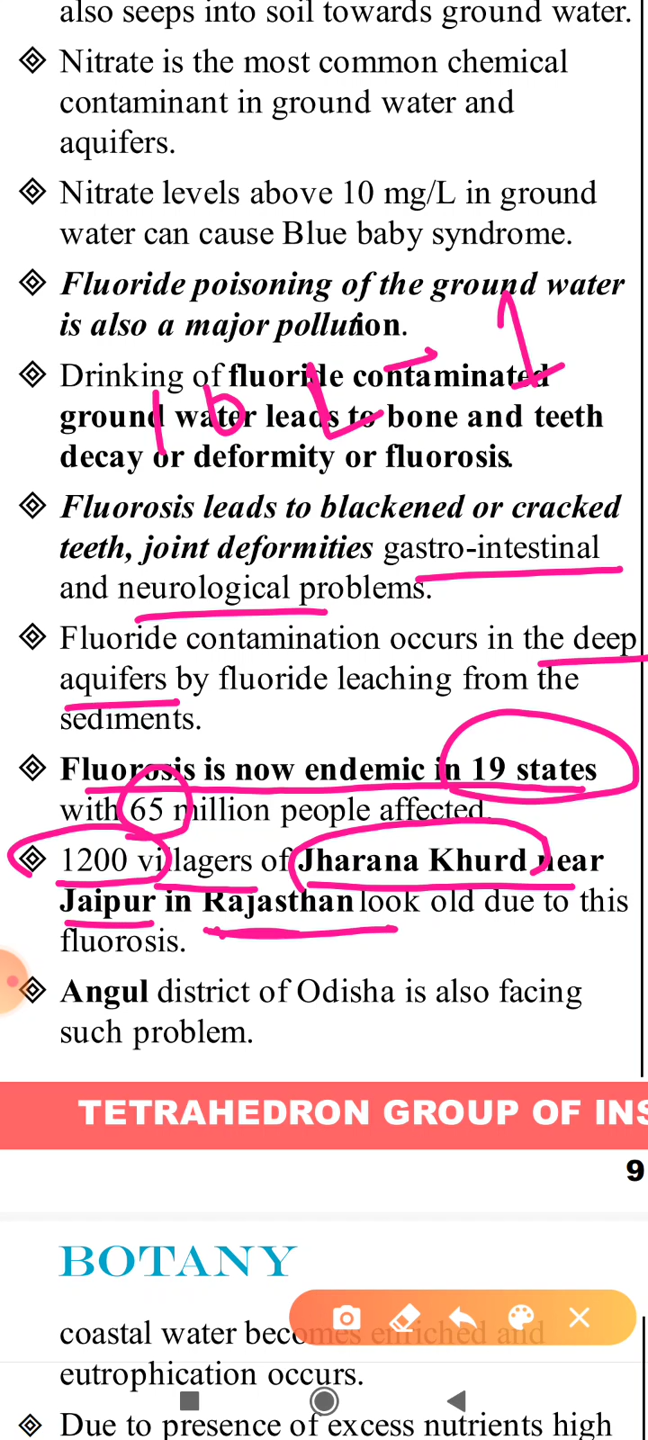 also seeps into soil towards ground water.
Nitrate is the most common chemical
contaminant in ground water and
aquifers.
Nitrate levels above 10 mg/L in ground
water can cause Blue baby syndrome.
Fluoride poisoning of the ground water
is also a major pollution.
Drinking of fluoride contaminated
ground water leads to bone and teeth
decay or deformity or fluorosis.
Fluorosis leads to blackened or cracked
teeth, joint deformities gastro-intestinal
and neurological problems.
Fluoride contamination occurs in the deep
aquifers by fluoride leaching from the
sediments.
Fluorosis is now endemic in 19 states
with 65 million people affected.
1200 villagers of Jharana Khurd near
Jaipur in Rajasthan look old due to this
fluorosis.
Angul district of Odisha is also facing
such problem.
TETRAHEDRON GROUP OF INS
9
BOTANY
coastal water becomes enriched and
eutrophication occurs.
Due to presence of excess nutrients high